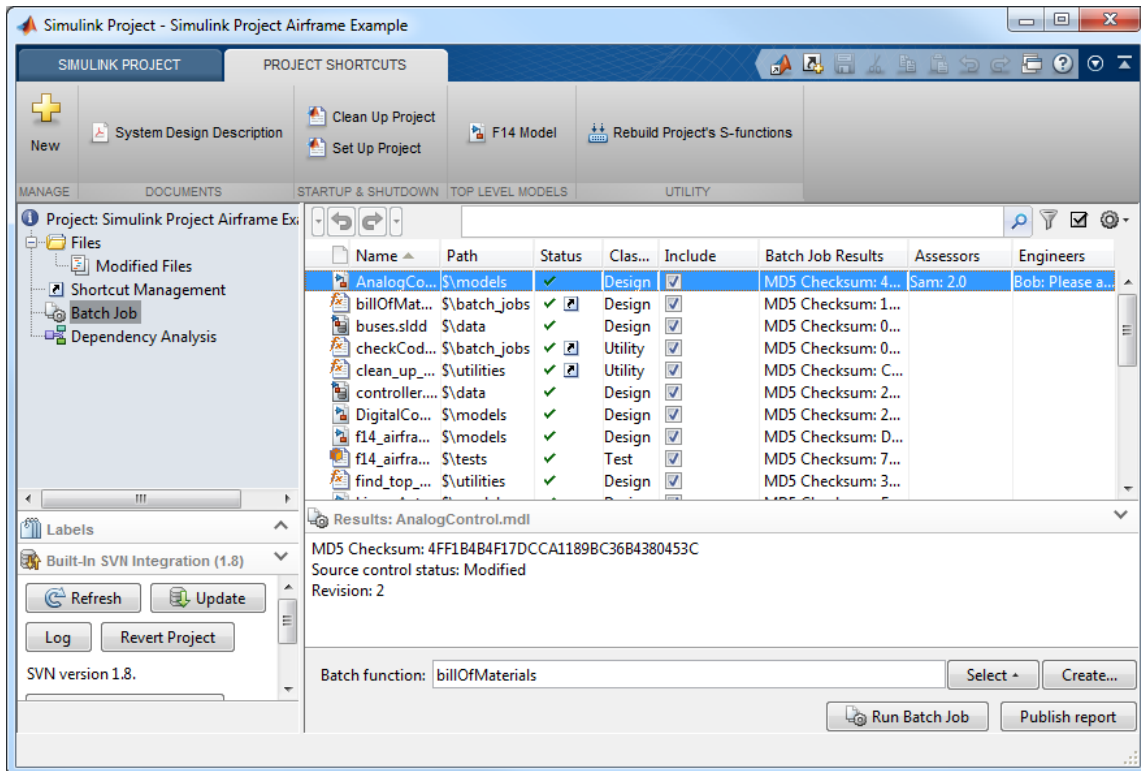 Simulink Project - Simulink Project Airframe Example
SIMULINK PROJECT PROJECT SHORTCUTS
New
System Design Description
Clean Up Project
Set Up Project
F14 Model
Rebuild Project's S-functions
MANAGE DOCUMENTS STARTUP & SHUTDOWN TOP LEVEL MODELS UTILITY
Project: Simulink Project Airframe Exa
Files
Modified Files
Shortcut Management
Batch Job
Dependency Analysis
Name Path Status Clas... Include Batch Job Results Assessors Engineers
AnalogCo... $\models Design MD5 Checksum: 4... Sam: 2.0 Bob: Please a...
billOfMat... $\batch_jobs Design MD5 Checksum: 1...
buses.sldd $\data Design MD5 Checksum: 0...
checkCod... $\batch_jobs Utility MD5 Checksum: 0...
clean_up_... $\utilities Utility MD5 Checksum: C...
controller.... $\data Design MD5 Checksum: 2...
DigitalCo... $\models Design MD5 Checksum: 2...
f14_airfra... $\models Design MD5 Checksum: D...
f14_airfra... $\tests Test MD5 Checksum: 7...
find_top_... $\utilities Design MD5 Checksum: 3...
Labels
Built-In SVN Integration (1.8)
Refresh Update
Log Revert Project
SVN version 1.8.
Results: AnalogControl.mdl
MD5 Checksum: 4FF1B4B4F17DCCA1189BC36B4380453C
Source control status: Modified
Revision: 2
Batch function: billOfMaterials Select Create...
Run Batch Job Publish report